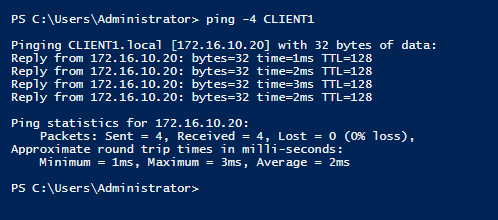 PS C:\Users\Administrator> ping -4 CLIENT1
Pinging CLIENT1.local [172.16.10.20] with 32 bytes of data:
Reply from 172.16.10.20: bytes=32 time=1ms TTL=128
Reply from 172.16.10.20: bytes=32 time=2ms TTL=128
Reply from 172.16.10.20: bytes=32 time=3ms TTL=128
Reply from 172.16.10.20: bytes=32 time=2ms TTL=128
Ping statistics for 172.16.10.20:
    Packets: Sent = 4, Received = 4, Lost = 0 (0% loss),
Approximate round trip times in milli-seconds:
    Minimum = 1ms, Maximum = 3ms, Average = 2ms
PS C:\Users\Administrator>